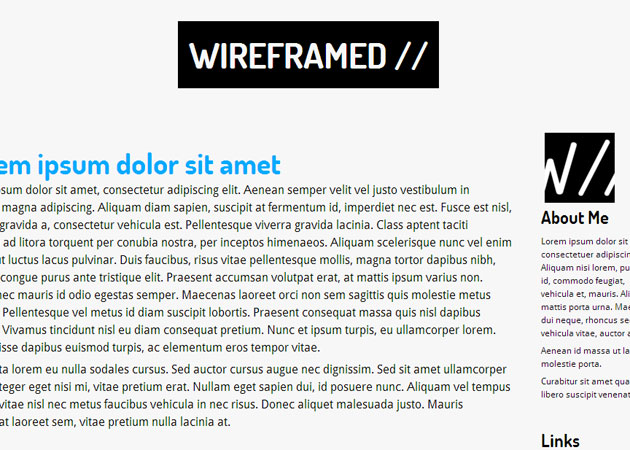 WIREFRAMED //
em ipsum dolor sit amet
sum dolor sit amet, consectetur adipiscing elit. Aenean semper velit vel justo vestibulum in
magna adipiscing. Aliquam diam sapien, suscipit at fermentum id, imperdiet nec est. Fusce est nisl,
gravida a, consectetur vehicula est. Pellentesque viverra gravida lacinia. Class aptent taciti
ad litora torquent per conubia nostra, per inceptos himenaeos. Aliquam scelerisque nunc vel enim
ut luctus lacus pulvinar. Duis faucibus, risus vitae pellentesque mollis, magna tortor dapibus nibh,
congue purus ante tristique elit. Praesent accumsan volutpat erat, at mattis ipsum varius non.
nec mauris id odio egestas semper. Maecenas laoreet orci non sem sagittis quis molestie metus
Pellentesque vel metus id diam suscipit lobortis. Praesent consequat massa quis nisl dapibus
Vivamus tincidunt nisl eu diam consequat pretium. Nunc et ipsum turpis, eu ullamcorper lorem.
isse dapibus euismod turpis, ac elementum eros tempor vitae.
ta lorem eu nulla sodales cursus. Sed auctor cursus augue nec dignissim. Sed sit amet ullamcorper
teger eget nisi mi, vitae pretium erat. Nullam eget sapien dui, id posuere nunc. Aliquam vel tempus
vitae nisl nec metus faucibus vehicula in nec risus. Donec aliquet malesuada justo. Mauris
at laoreet sem, vitae pretium nulla lacinia at.
W//
About Me
Lorem ipsum dolor sit
consectetuer adipiscin
Aliquam nisi lorem, pu
id, commodo feugiat,
vehicula et, mauris. Ali
mattis porta urna. Mae
dui neque, rhoncus se
vehicula vitae, auctor a
Aenean id massa ut la
molestie porta.
Curabitur sit amet qua
libero suscipit venenat
Links